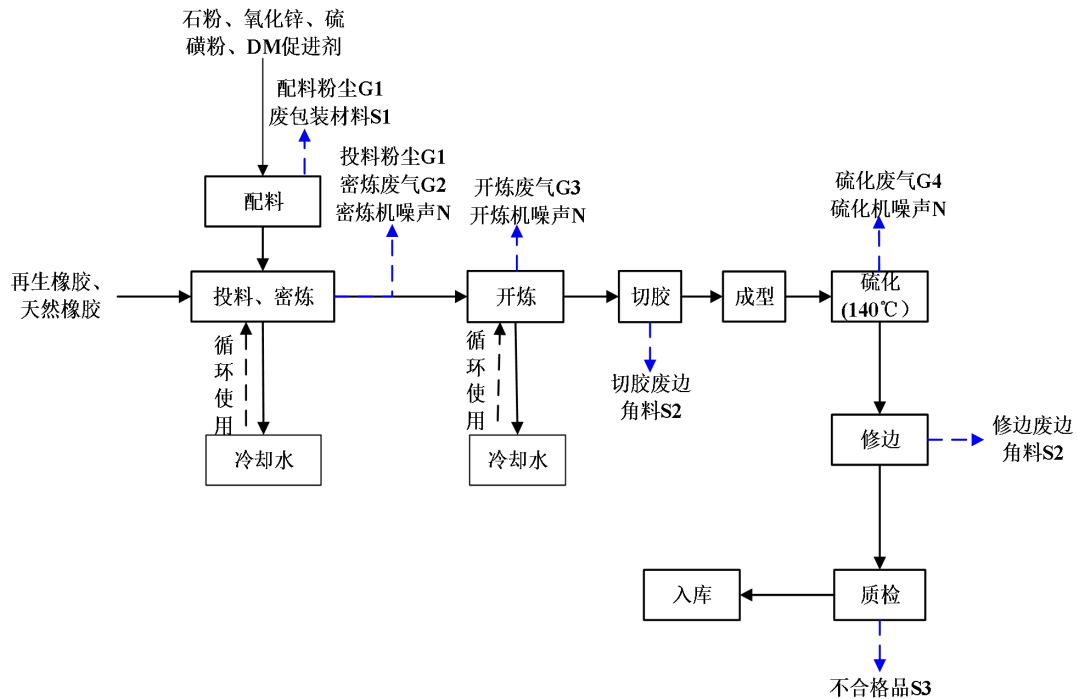 石粉、氧化锌、硫
磺粉、DM促进剂
配料粉尘G1
废包装材料S1
配料
投料粉尘G1
密炼废气G2
密炼机噪声N
开炼废气G3
开炼机噪声N
硫化废气G4
硫化机噪声N
再生橡胶、
天然橡胶
投料、密炼
开炼
切胶
成型
硫化
(140℃）
循
环
使
用
循
环
使
用
切胶废边
角料S2
冷却水
冷却水
修边
修边废边
角料S2
入库
质检
不合格品S3